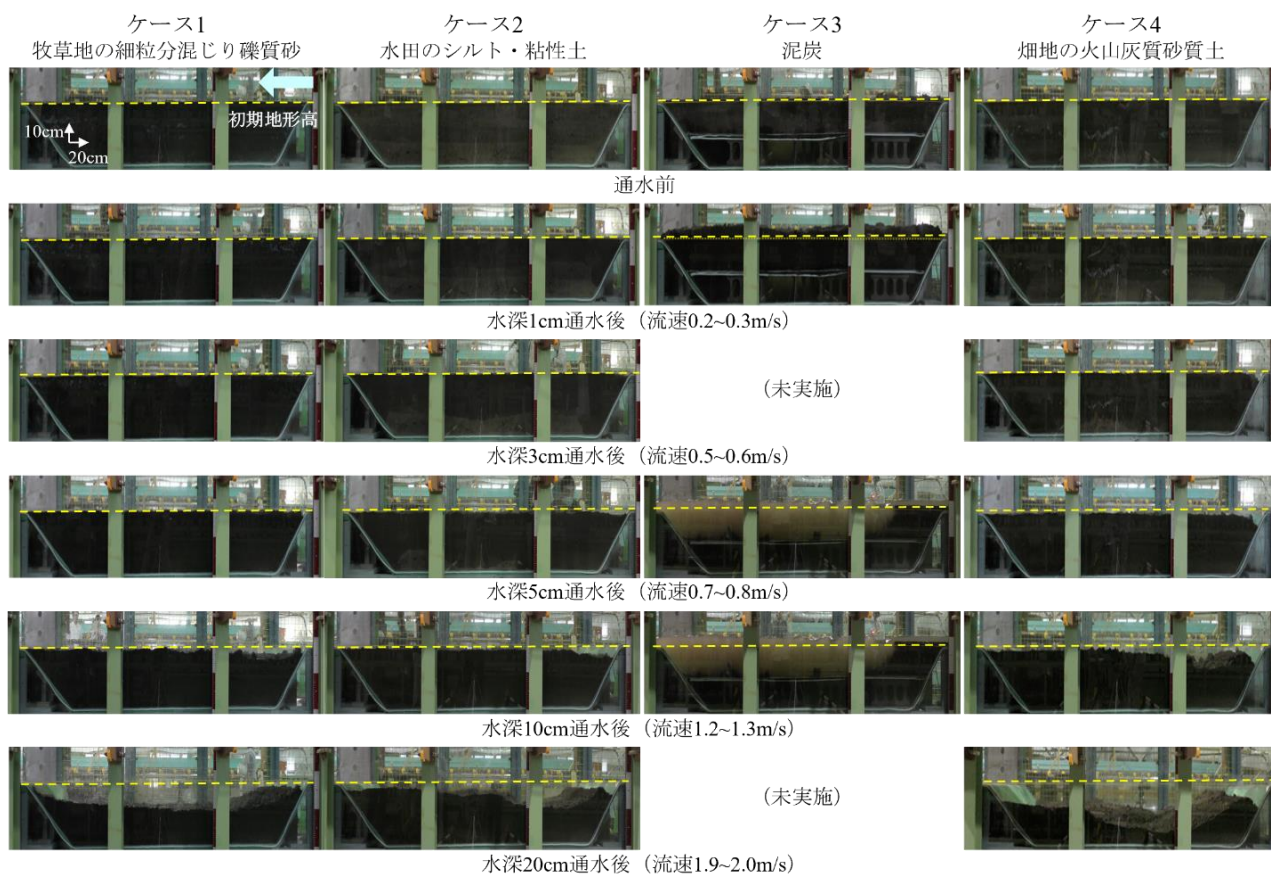 ケース1
牧草地の細粒分混じり礫質砂
ケース2
水田のシルト・粘性土
ケース3
泥炭
ケース4
畑地の火山灰質砂質土
10cm
20cm
初期地形高
通水前
水深1cm通水後（流速0.2~0.3m/s）
（未実施）
水深3cm通水後（流速0.5~0.6m/s）
水深5cm通水後（流速0.7~0.8m/s）
水深10cm通水後（流速1.2~1.3m/s）
（未実施）
水深20cm通水後（流速1.9~2.0m/s）